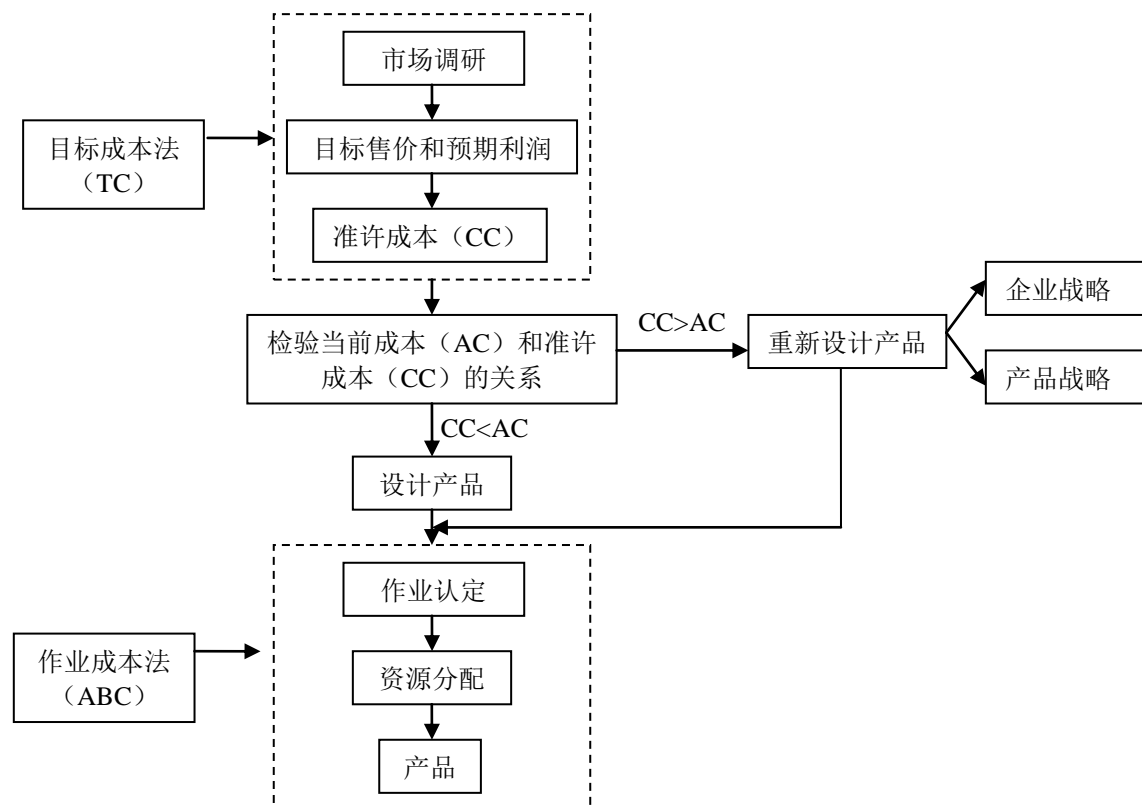 市场调研
目标成本法
（TC）
目标售价和预期利润
准许成本（CC）
检验当前成本（AC）和准许
成本（CC）的关系
CC>AC
重新设计产品
企业战略
产品战略
CC<AC
设计产品
作业认定
作业成本法
（ABC）
资源分配
产品